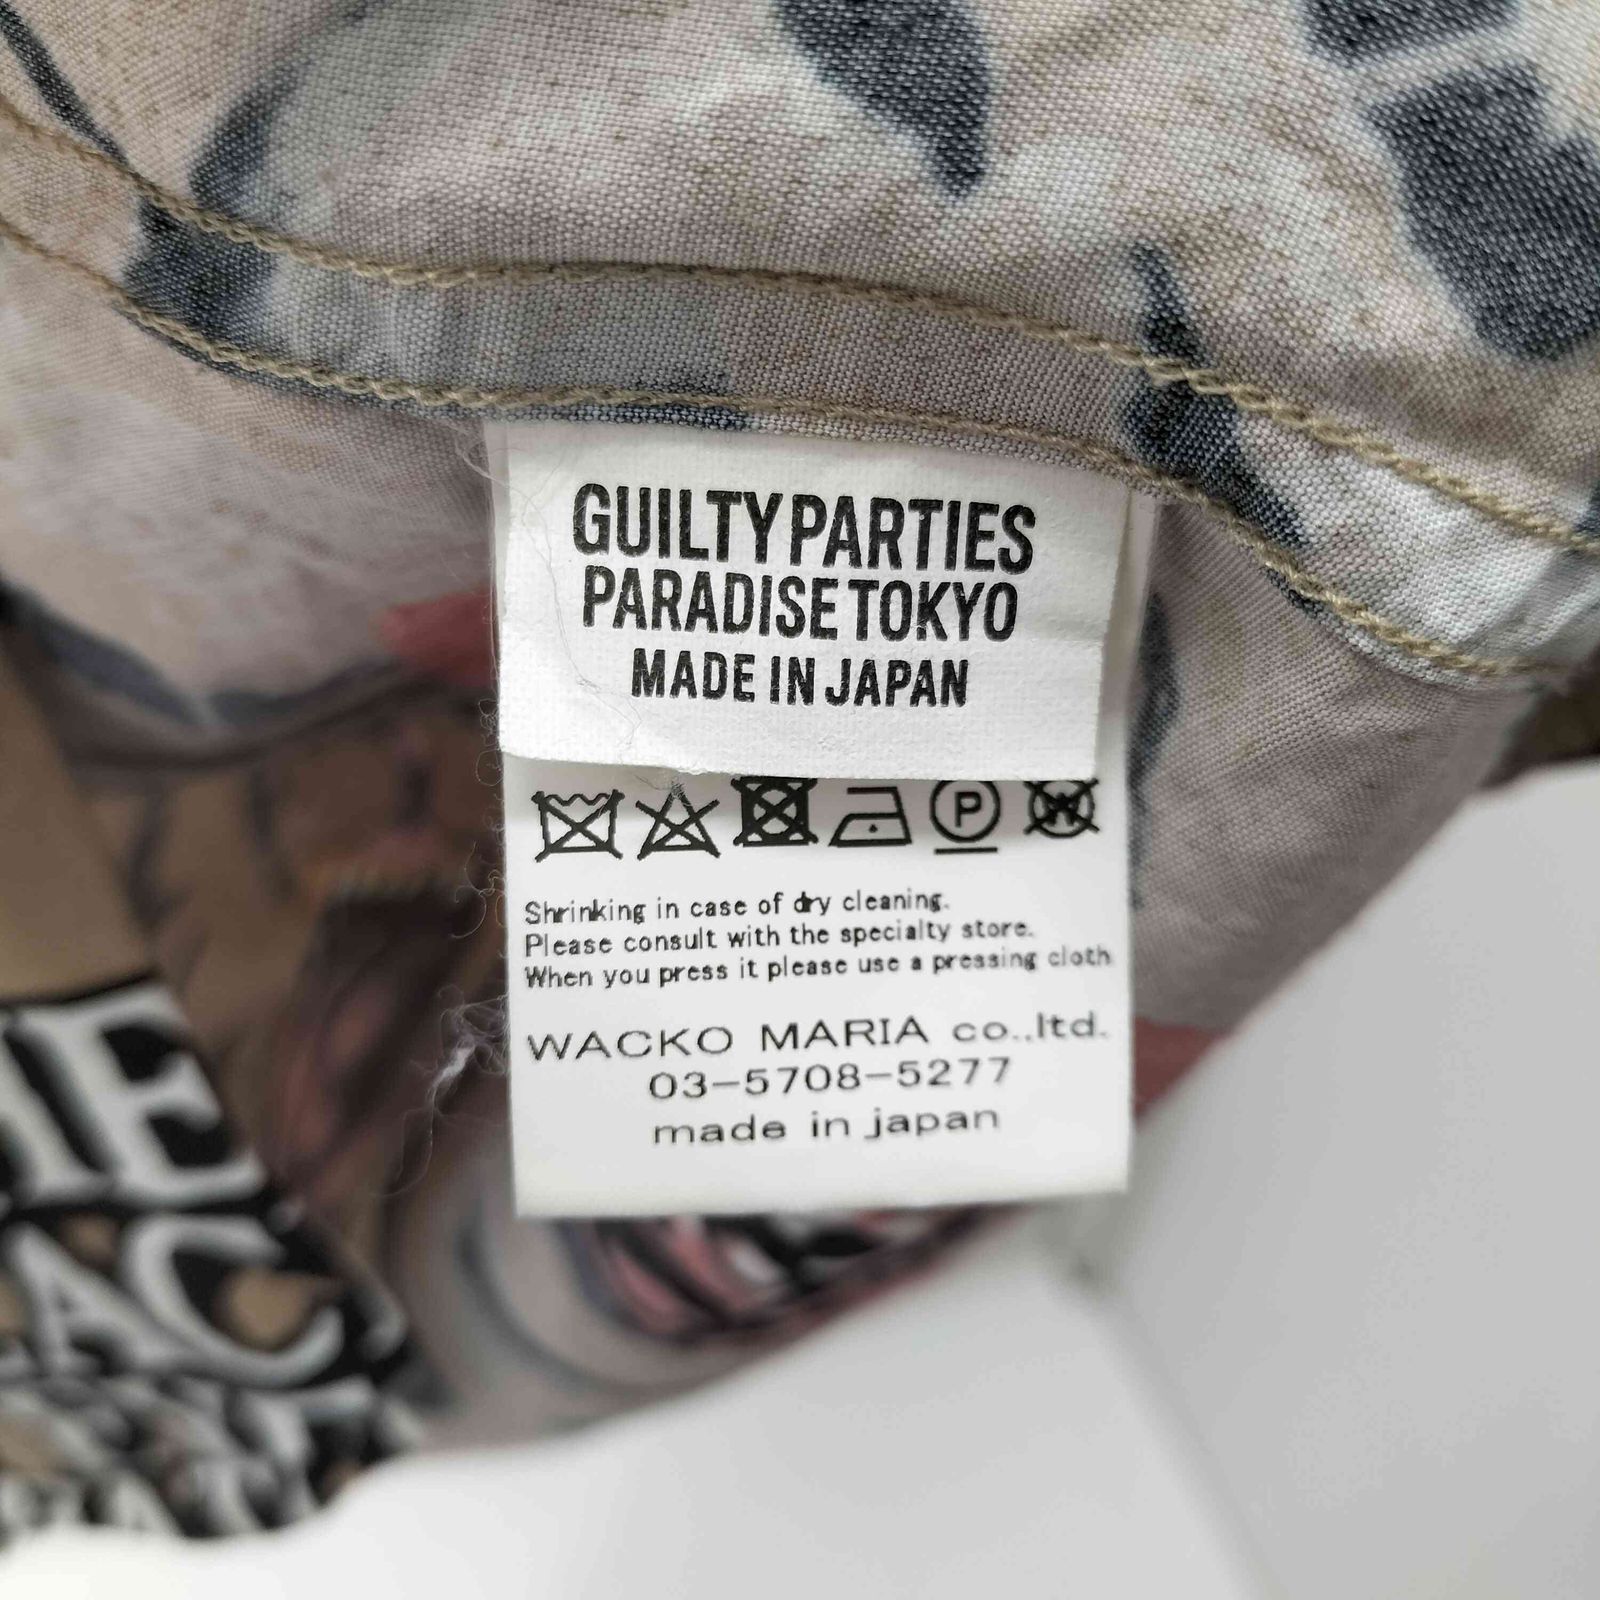 GUILTY PARTIES
PARADISE TOKYO
MADE IN JAPAN
P
W
Shrinking in case of dry cleaning.
Please consult with the specialty store.
When you press it please use a pressing cloth
WACKO MARIA co.,ltd.
03-5708-5277
made in japan